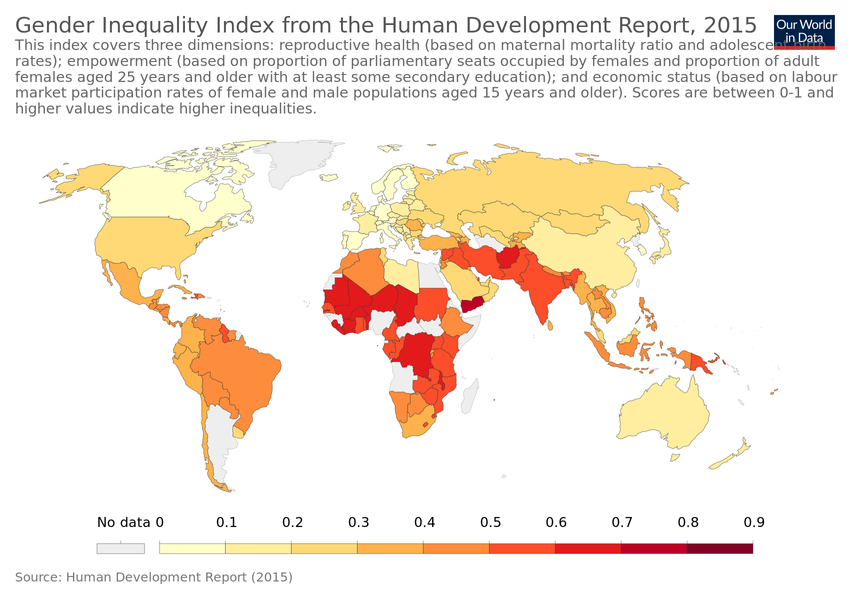 Gender Inequality Index from the Human Development Report, 2015
Our World
in Data
This index covers three dimensions: reproductive health (based on maternal mortality ratio and adolescent birth
rates); empowerment (based on proportion of parliamentary seats occupied by females and proportion of adult
females aged 25 years and older with at least some secondary education); and economic status (based on labour
market participation rates of female and male populations aged 15 years and older). Scores are between 0-1 and
higher values indicate higher inequalities.
No data 0 0.1 0.2 0.3 0.4 0.5 0.6 0.7 0.8 0.9
Source: Human Development Report (2015)